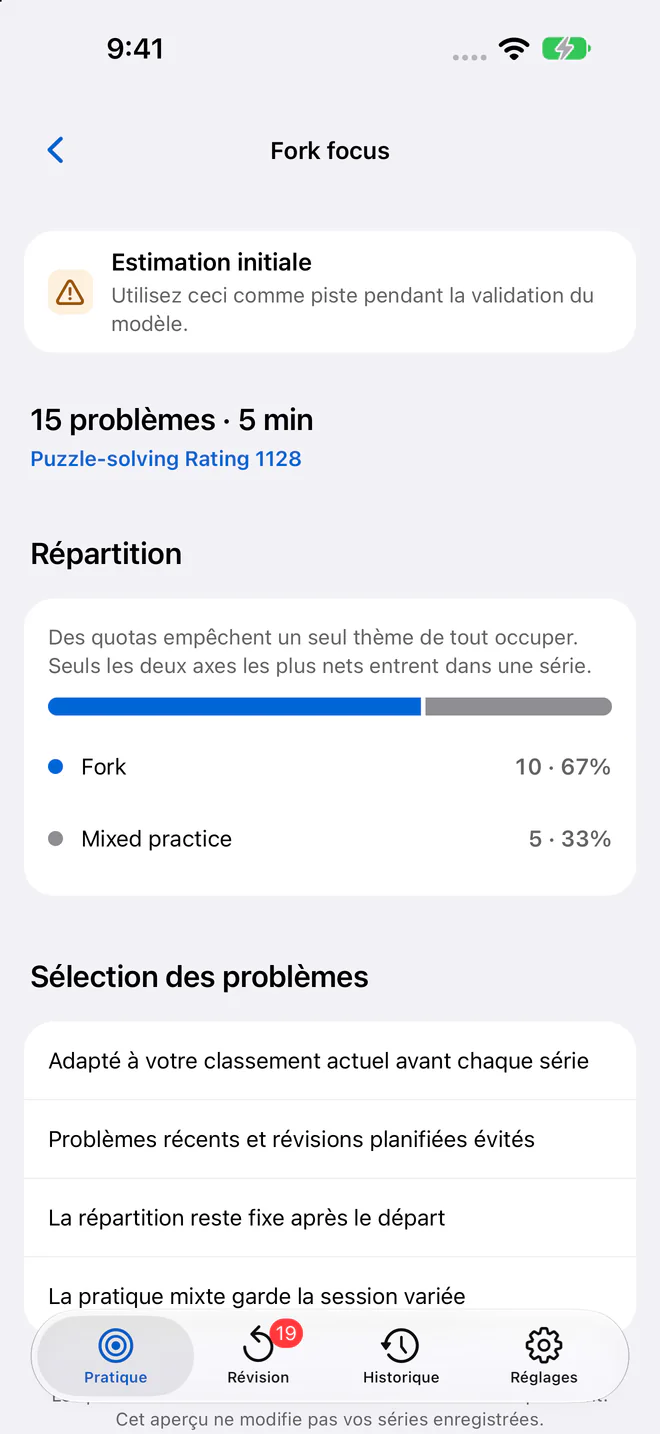 9:41
Fork focus
Estimation initiale
Utilisez ceci comme piste pendant la validation du
modèle.
15 problèmes · 5 min
Puzzle-solving Rating 1128
Répartition
Des quotas empêchent un seul thème de tout occuper.
Seuls les deux axes les plus nets entrent dans une série.
Fork 10 · 67%
Mixed practice 5 · 33%
Sélection des problèmes
Adapté à votre classement actuel avant chaque série
Problèmes récents et révisions planifiées évités
La répartition reste fixe après le départ
La pratique mixte garde la session variée
19
Pratique Révision Historique Réglages
Cet aperçu ne modifie pas vos séries enregistrées.